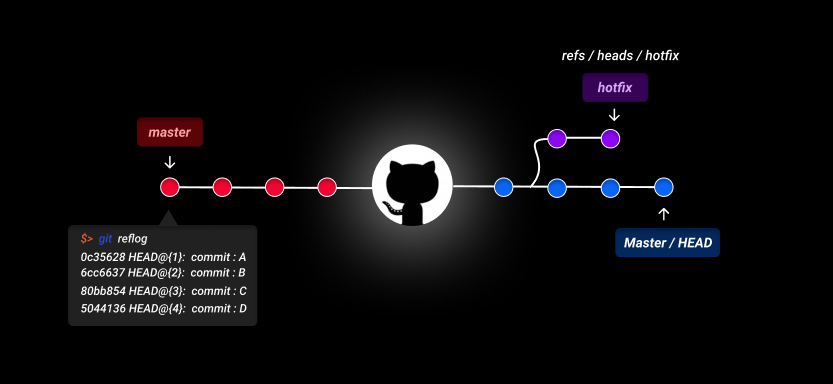 refs / heads / hotfix
hotfix
master
Master / HEAD
$> git reflog
0c35628 HEAD@{1}: commit : A
6cc6637 HEAD@{2}: commit : B
80bb854 HEAD@{3}: commit : C
5044136 HEAD@{4}: commit : D